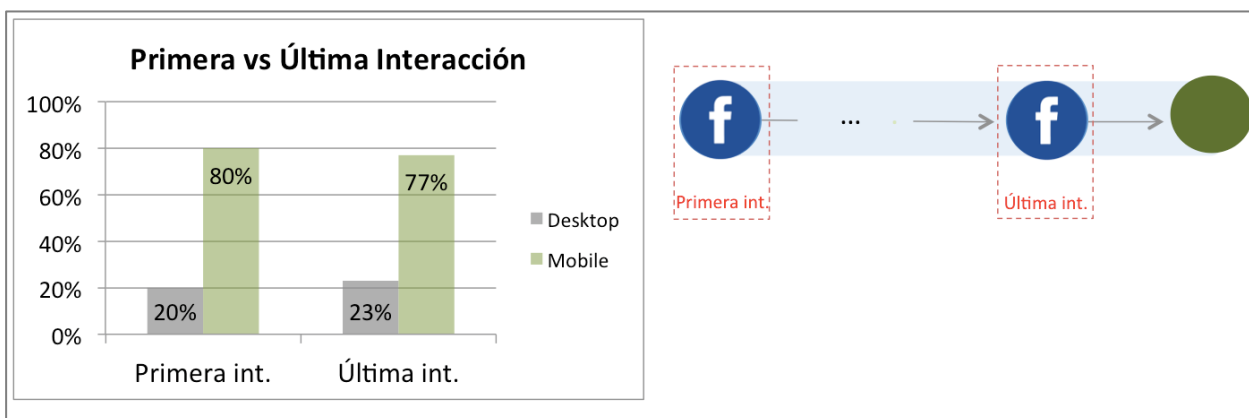 Primera vs Última Interacción
100%
80%
60%
40%
20%
0%
80%
77%
20%
23%
Primera int.
Última int.
Desktop
Mobile
f
...
f
Primera int.
Última int.